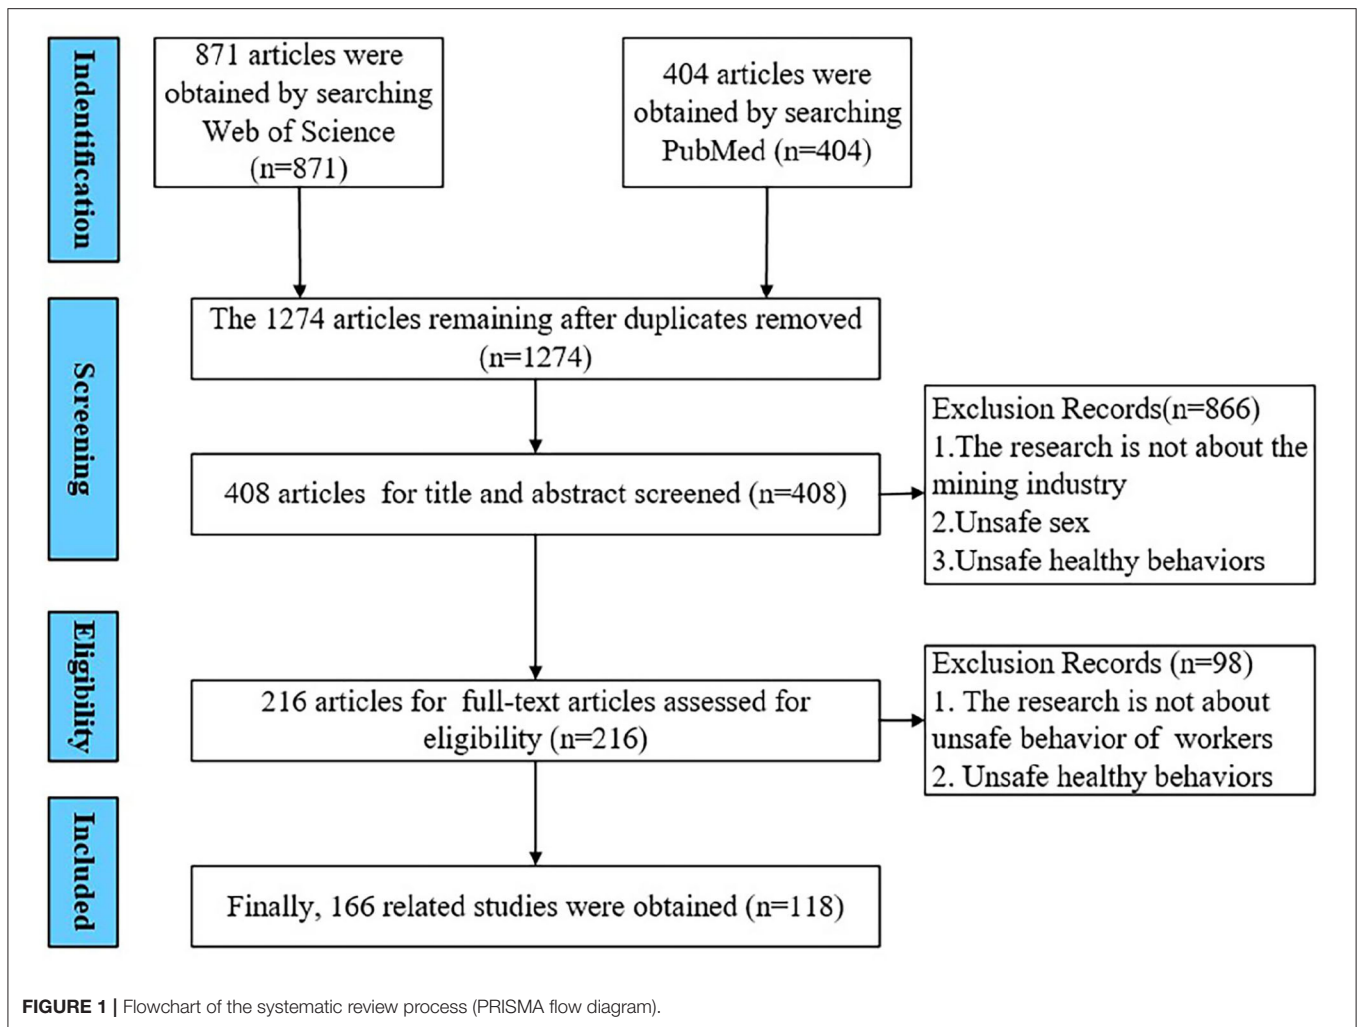 Indentification
871 articles were
obtained by searching
Web of Science
(n=871)
404 articles were
obtained by searching
PubMed (n=404)
Screening
The 1274 articles remaining after duplicates removed
(n=1274)
408 articles for title and abstract screened (n=408)
Exclusion Records(n=866)
1.The research is not about the
mining industry
2.Unsafe sex
3.Unsafe healthy behaviors
Eligibility
216 articles for full-text articles assessed for
eligibility (n=216)
Exclusion Records (n=98)
1. The research is not about
unsafe behavior of workers
2. Unsafe healthy behaviors
Included
Finally, 166 related studies were obtained (n=118)
FIGURE 1 | Flowchart of the systematic review process (PRISMA flow diagram).